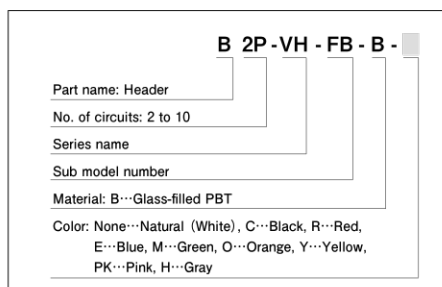 B 2P - VH - FB - B -
Part name: Header
No. of circuits: 2 to 10
Series name
Sub model number
Material: B···Glass-filled PBT
Color: None···Natural (White), C···Black, R···Red,
E···Blue, M···Green, O···Orange, Y···Yellow,
PK···Pink, H···Gray